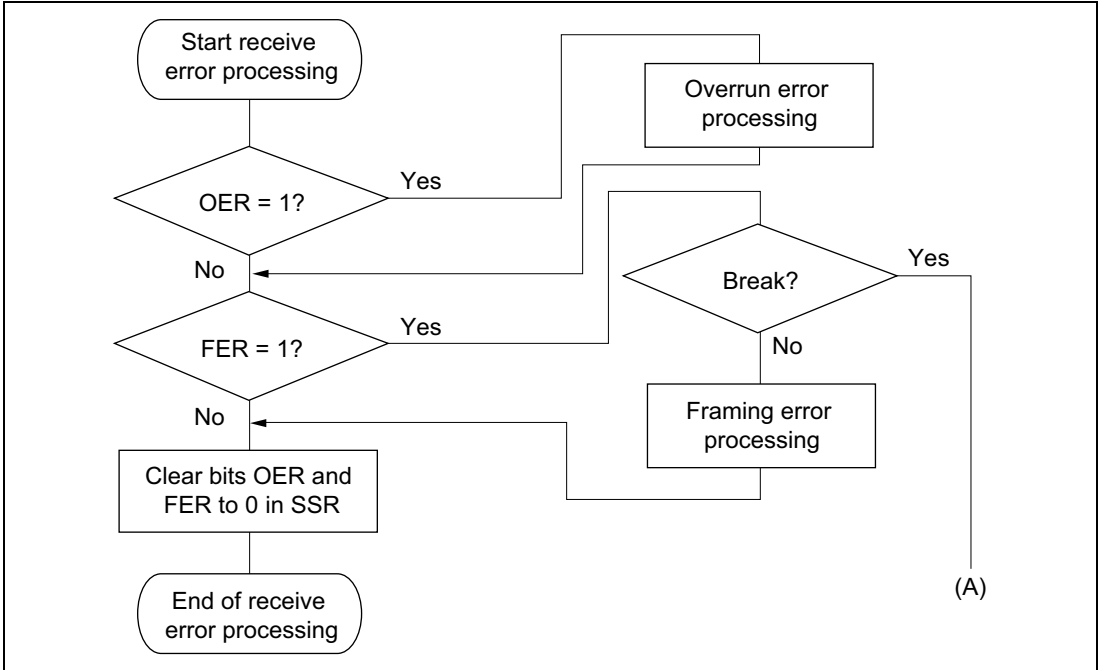 Start receive
error processing
OER = 1?
Yes
No
Overrun error
processing
FER = 1?
Yes
No
Break?
Yes
No
Framing error
processing
Clear bits OER and
FER to 0 in SSR
End of receive
error processing
(A)